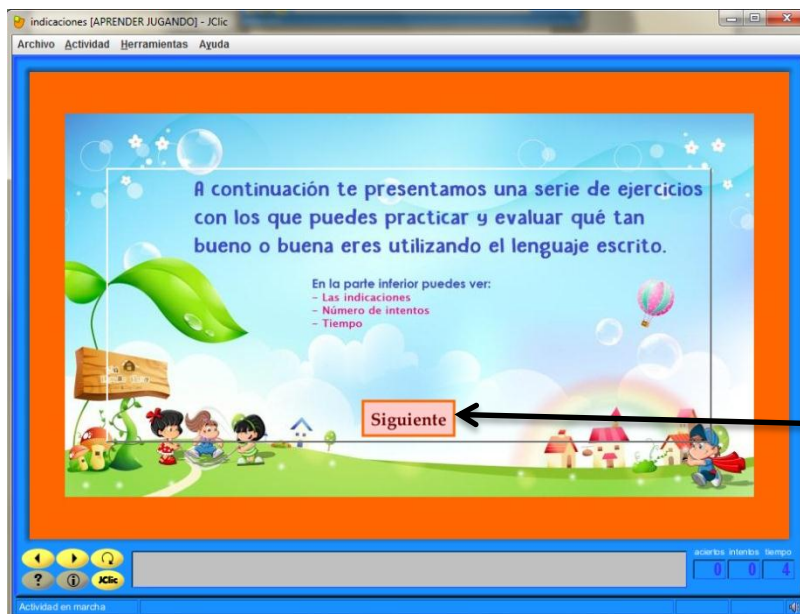 indicaciones [APRENDER JUGANDO] - JClic
Archivo Actividad Herramientas Ayuda
A continuación te presentamos una serie de ejercicios
con los que puedes practicar y evaluar qué tan
bueno o buena eres utilizando el lenguaje escrito.
En la parte inferior puedes ver:
- Las indicaciones
- Número de intentos
- Tiempo
Siguiente
aciertos intentos tiempo
0 0 4
? i JClic
Actividad en marcha